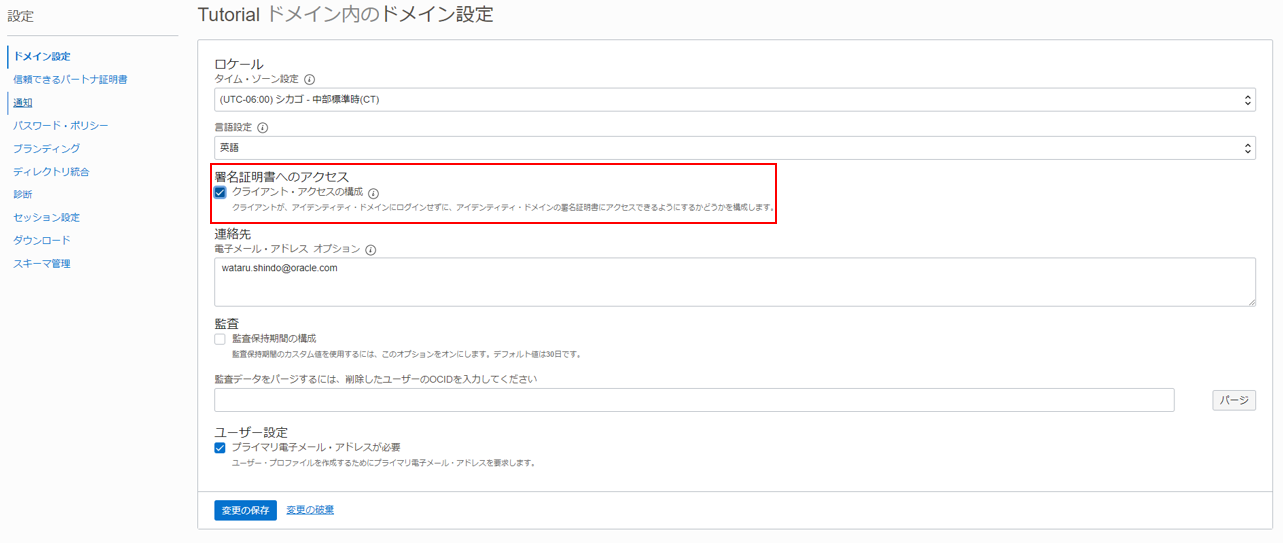 設定
Tutorial ドメイン内のドメイン設定
ドメイン設定
信頼できるパートナ証明書
通知
パスワード・ポリシー
ブランディング
ディレクトリ統合
診断
セッション設定
ダウンロード
スキーマ管理
ロケール
タイム・ゾーン設定
(UTC-06:00) シカゴ - 中部標準時(CT)
言語設定
英語
署名証明書へのアクセス
クライアント・アクセスの構成
クライアントが、アイデンティティ・ドメインにログインせずに、アイデンティティ・ドメインの署名証明書にアクセスできるようにするかどうかを構成します。
連絡先
電子メール・アドレス オプション
wataru.shindo@oracle.com
監査
監査保持期間の構成
監査保持期間のカスタム値を使用するには、このオプションをオンにします。デフォルト値は30日です。
監査データをパージするには、削除したユーザーのOCIDを入力してください
パージ
ユーザー設定
プライマリ電子メール・アドレスが必要
ユーザー・プロファイルを作成するためにプライマリ電子メール・アドレスを要求します。
変更の保存 変更の破棄